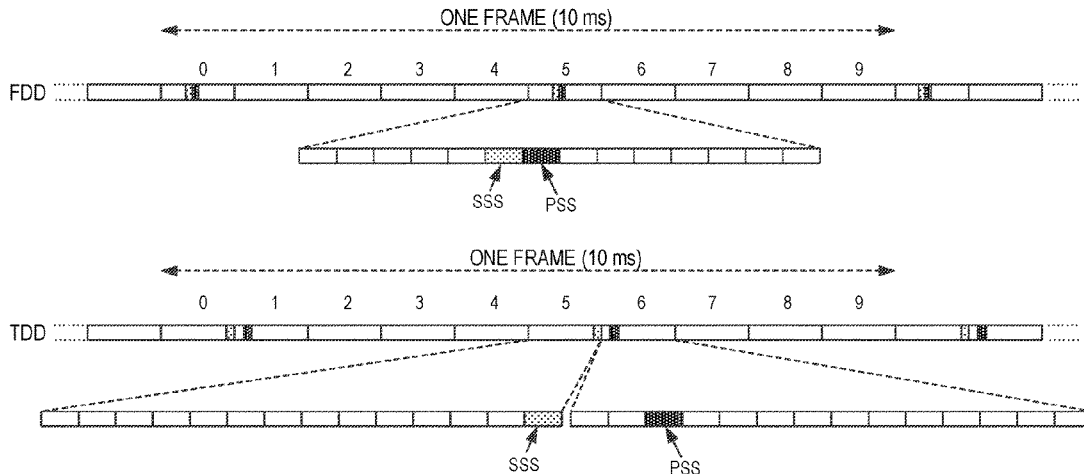 ONE FRAME (10 ms)
0 1 2 3 4 5 6 7 8 9
FDD
SSS PSS
ONE FRAME (10 ms)
0 1 2 3 4 5 6 7 8 9
TDD
SSS PSS